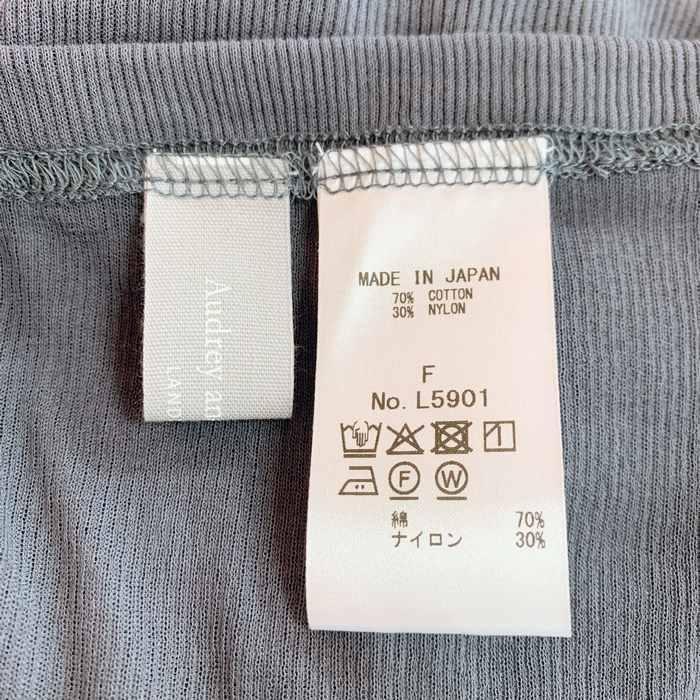 Audrey an
LAND
MADE IN JAPAN
70% COTTON
30% NYLON
F
No. L5901
F W
綿 70%
ナイロン 30%